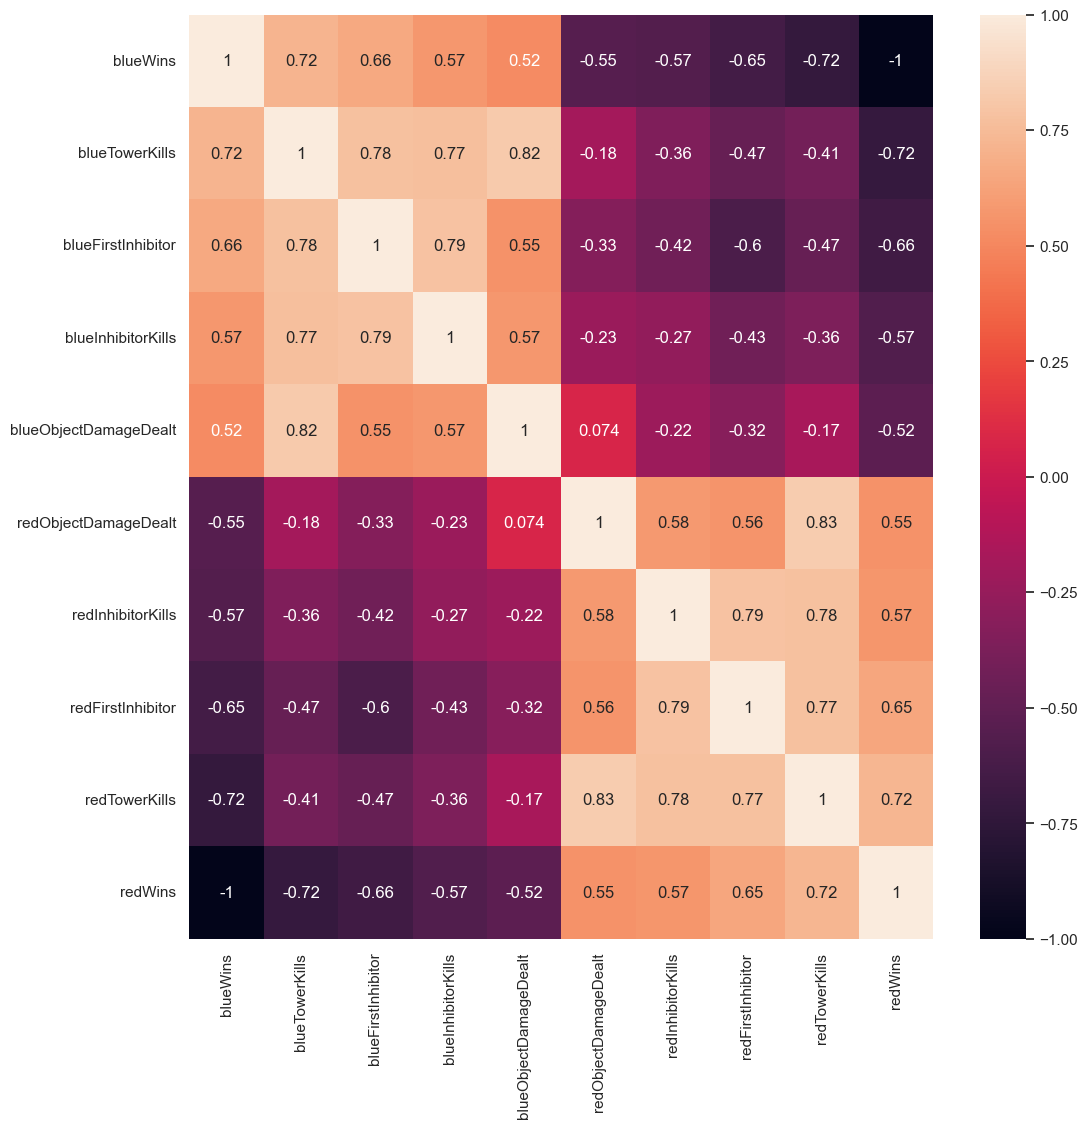 blueWins 1 0.72 0.66 0.57 0.52 -0.55 -0.57 -0.65 -0.72 -1
blueTowerKills 0.72 1 0.78 0.77 0.82 -0.18 -0.36 -0.47 -0.41 -0.72
blueFirstInhibitor 0.66 0.78 1 0.79 0.55 -0.33 -0.42 -0.6 -0.47 -0.66
blueInhibitorKills 0.57 0.77 0.79 1 0.57 -0.23 -0.27 -0.43 -0.36 -0.57
blueObjectDamageDealt 0.52 0.82 0.55 0.57 1 0.074 -0.22 -0.32 -0.17 -0.52
redObjectDamageDealt -0.55 -0.18 -0.33 -0.23 0.074 1 0.58 0.56 0.83 0.55
redInhibitorKills -0.57 -0.36 -0.42 -0.27 -0.22 0.58 1 0.79 0.78 0.57
redFirstInhibitor -0.65 -0.47 -0.6 -0.43 -0.32 0.56 0.79 1 0.77 0.65
redTowerKills -0.72 -0.41 -0.47 -0.36 -0.17 0.83 0.78 0.77 1 0.72
redWins -1 -0.72 -0.66 -0.57 -0.52 0.55 0.57 0.65 0.72 1
blueWins
blueTowerKills
blueFirstInhibitor
blueInhibitorKills
blueObjectDamageDealt
redObjectDamageDealt
redInhibitorKills
redFirstInhibitor
redTowerKills
redWins
1.00
0.75
0.50
0.25
0.00
−0.25
−0.50
−0.75
−1.00